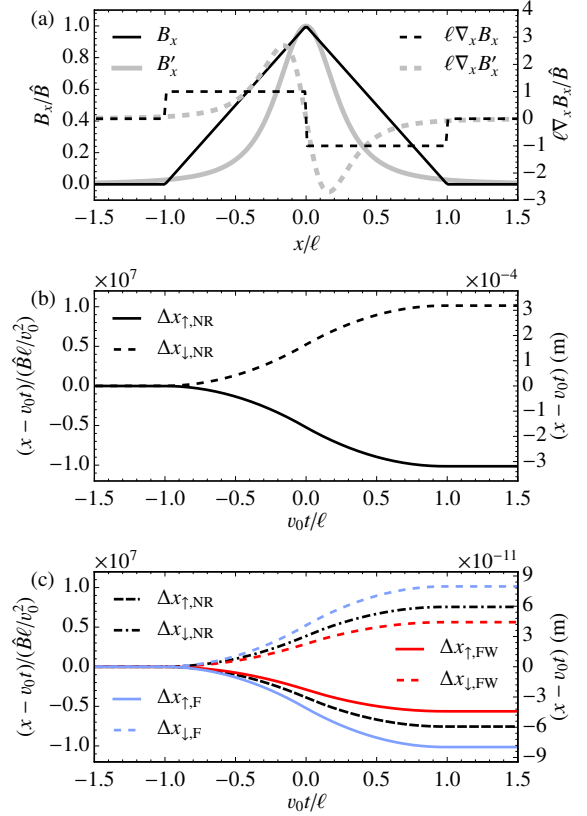 (a)
B_x
B′_x
ℓ∇_xB_x
ℓ∇_xB′_x
1.0
0.8
0.6
0.4
0.2
0.0
B_x/B̂
3
2
1
0
−1
−2
−3
ℓ∇_xB_x/B̂
−1.5 −1.0 −0.5 0.0 0.5 1.0 1.5
x/ℓ
(b)
×10^7
×10^−4
Δx_↑,NR
Δx_↓,NR
1.0
0.5
0.0
−0.5
−1.0
(x − v_0t)/(B̂ℓ/v_0^2)
3
2
1
0
−1
−2
−3
(x − v_0t) (m)
−1.5 −1.0 −0.5 0.0 0.5 1.0 1.5
v_0t/ℓ
(c)
×10^7
×10^−11
Δx_↑,NR
Δx_↓,NR
Δx_↑,F
Δx_↓,F
Δx_↑,FW
Δx_↓,FW
1.0
0.5
0.0
−0.5
−1.0
(x − v_0t)/(B̂ℓ/v_0^2)
9
6
3
0
−3
−6
−9
(x − v_0t) (m)
−1.5 −1.0 −0.5 0.0 0.5 1.0 1.5
v_0t/ℓ